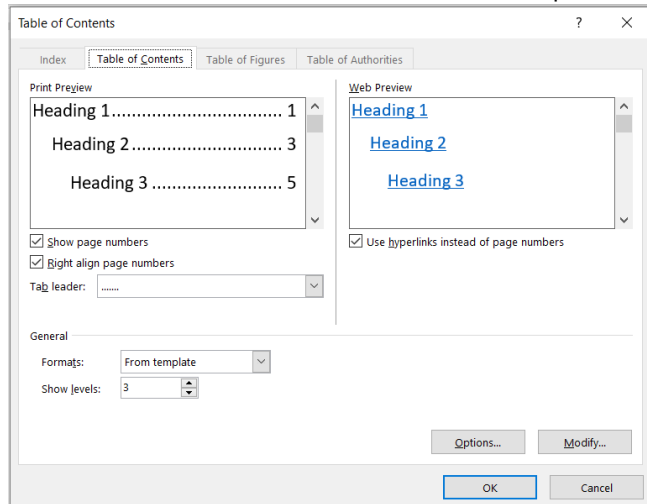 Table of Contents ? ×
Index Table of Contents Table of Figures Table of Authorities
Print Preview
Heading 1.................................. 1
Heading 2........................... 3
Heading 3 ...................... 5
Web Preview
Heading 1
Heading 2
Heading 3
Show page numbers
Right align page numbers
Tab leader: .......
Use hyperlinks instead of page numbers
General
Formats: From template
Show levels: 3
Options... Modify...
OK Cancel